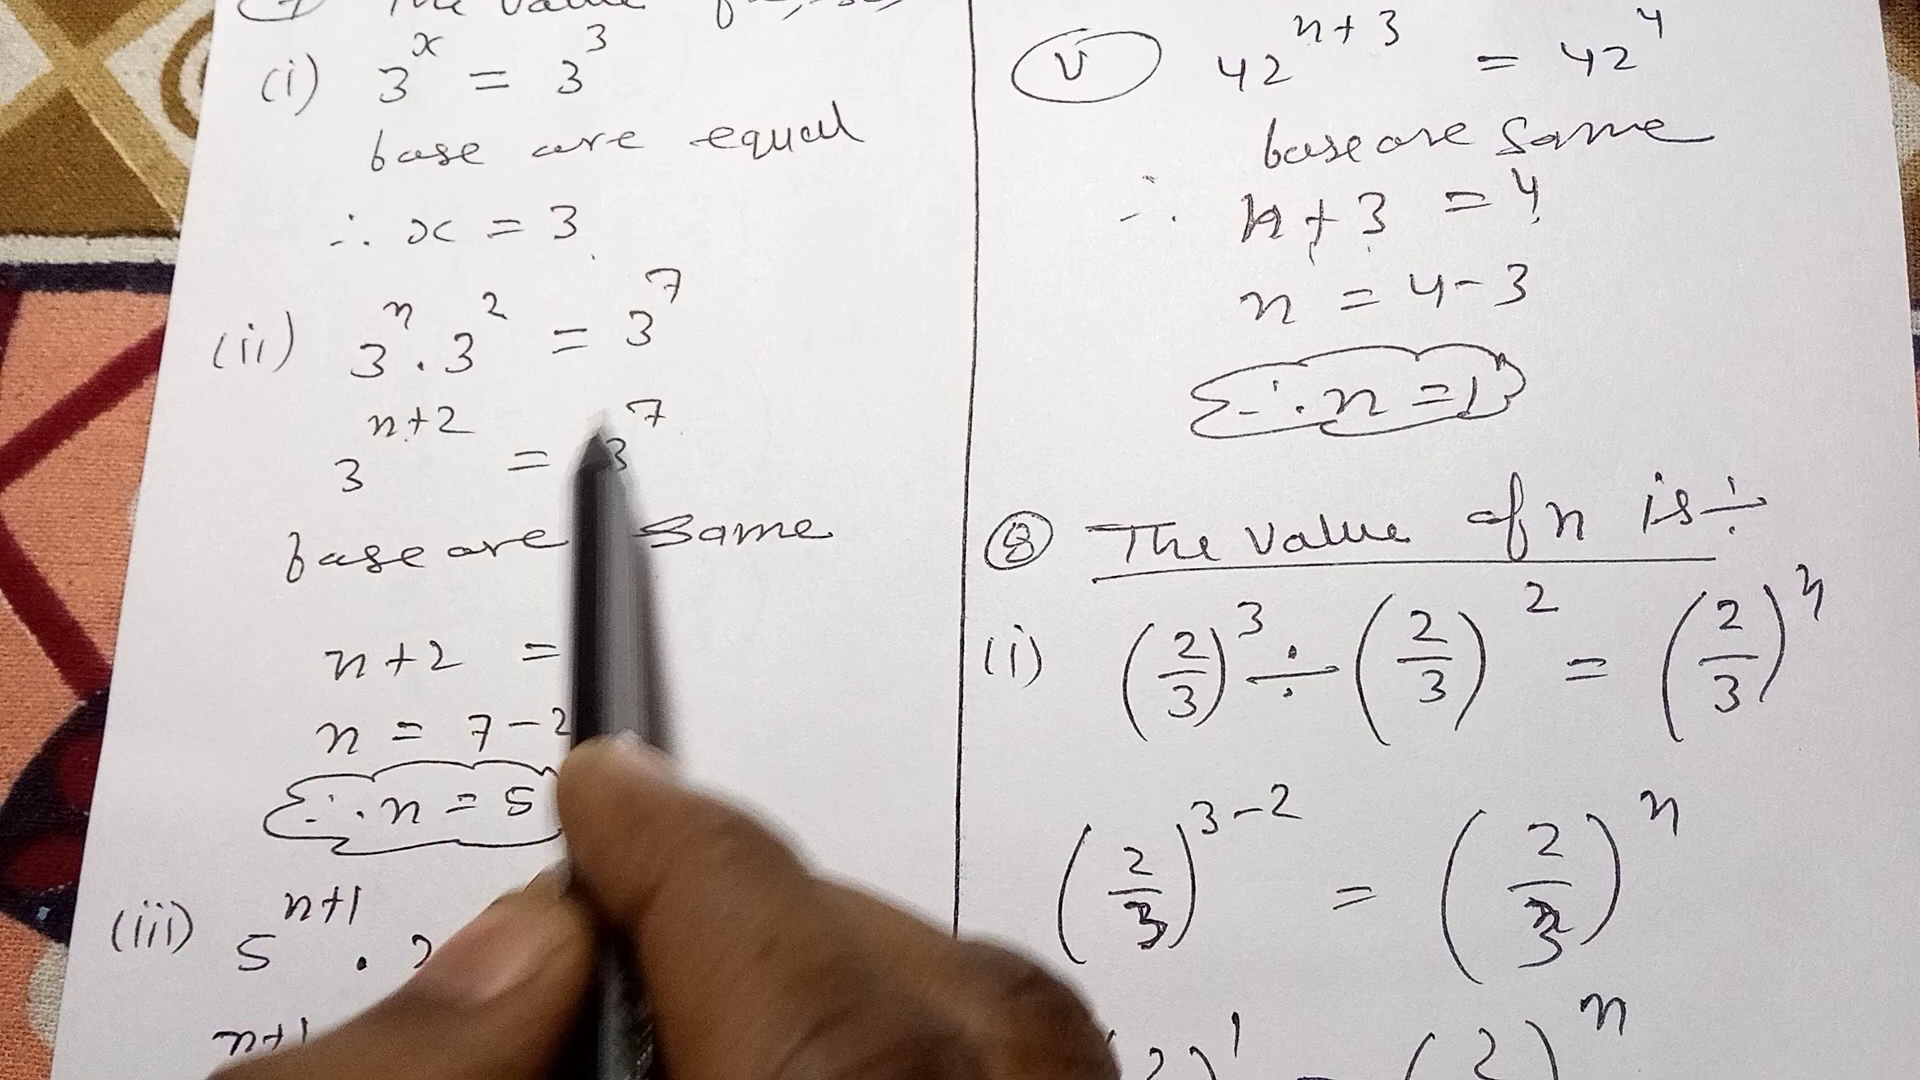 The value
(i) 3^x = 3^3
base are equal
∴ x = 3
(ii) 3^n . 3^2 = 3^7
3^n+2 = 3^7
base are same
n+2 =
n = 7-2
∴ n = 5
(iii) 5^n+1 .
n+1
(v) 42^n+3 = 42^4
base are same
∴ n+3 = 4
n = 4-3
∴ n = 1
(8) The value of n is ÷
(i) (2/3)^3 ÷ (2/3)^2 = (2/3)^n
(2/3)^3-2 = (2/3)^n